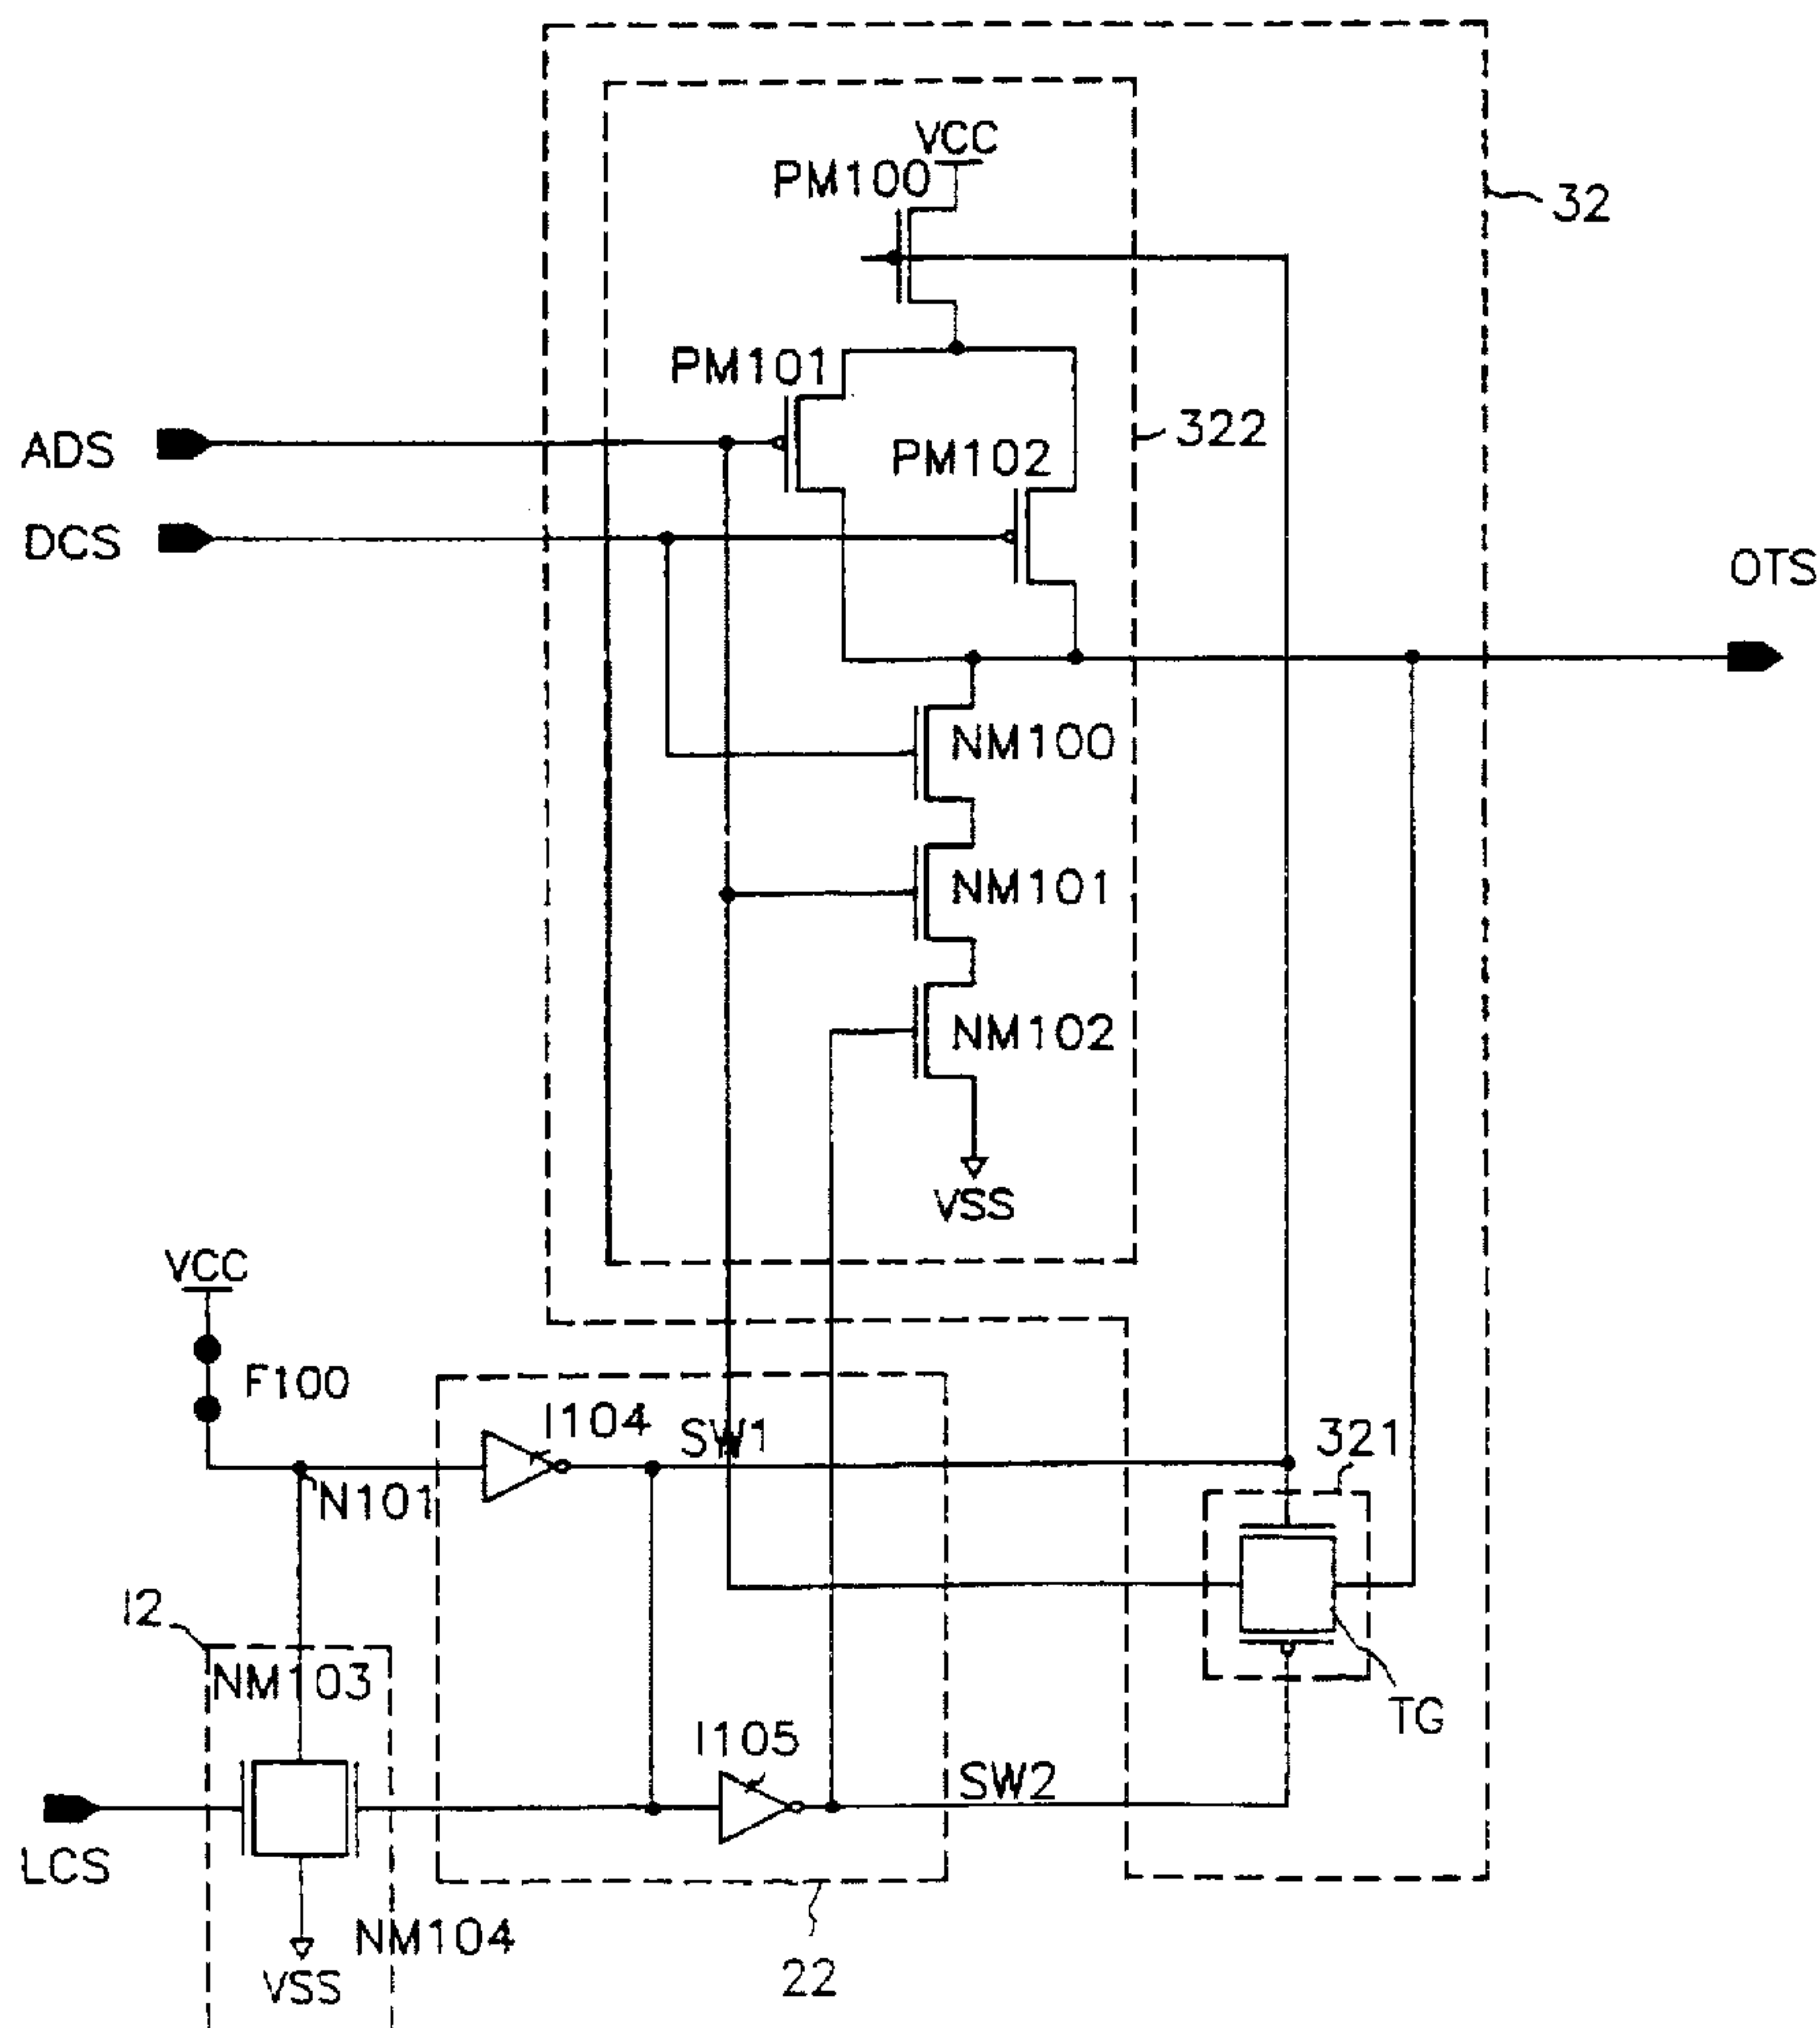 VCC
PM100
32
PM101
322
ADS
PM102
DCS
OTS
NM100
NM101
NM102
VSS
VCC
F100
I104
SW1
321
N101
12
NM103
TG
I105
SW2
LCS
NM104
VSS
22